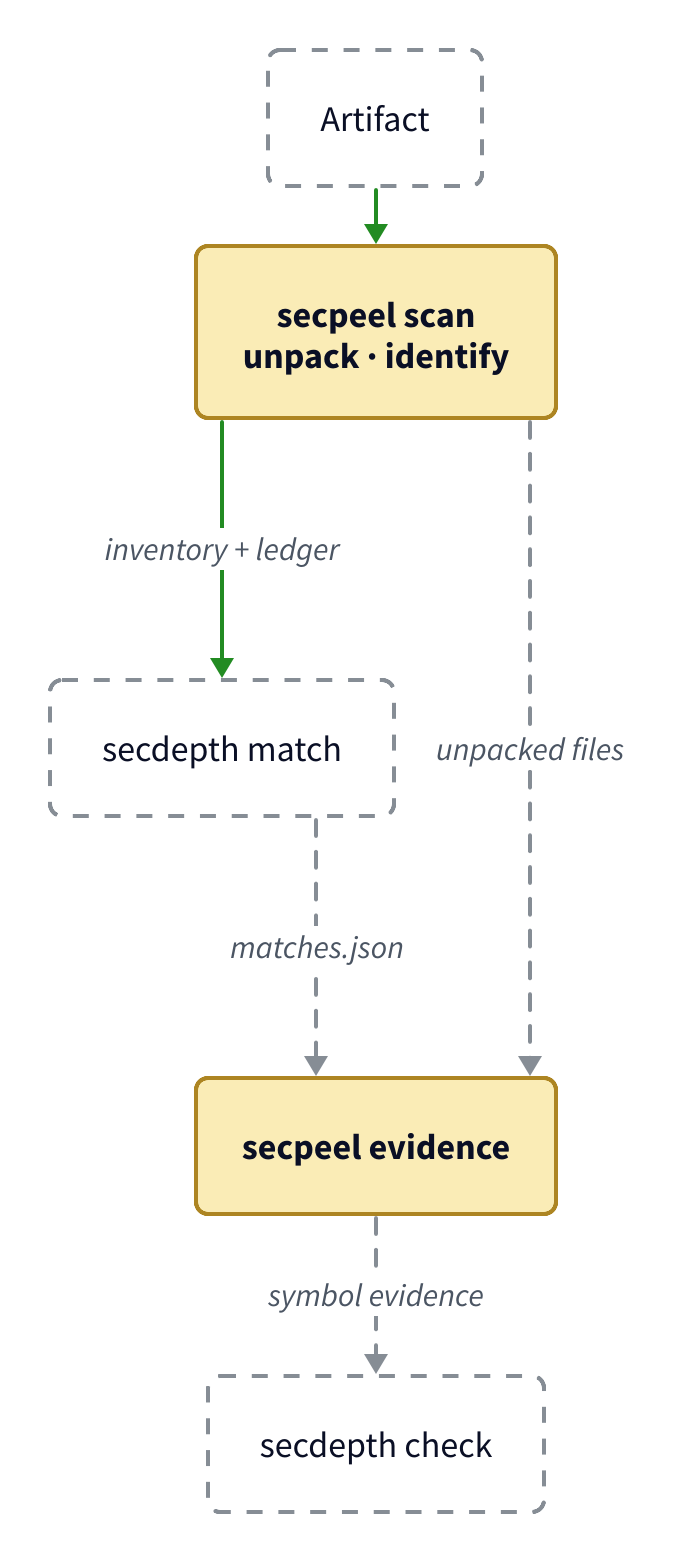 Artifact
secpeel scan
unpack · identify
inventory + ledger
secdepth match
unpacked files
matches.json
secpeel evidence
symbol evidence
secdepth check